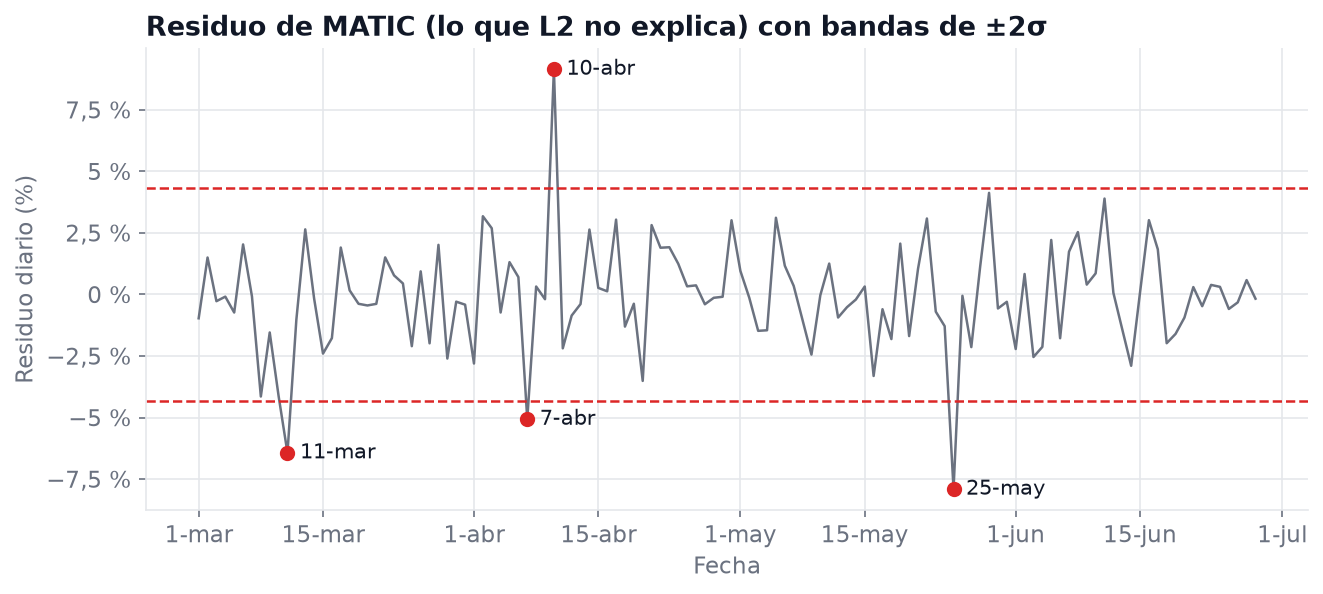 Residuo de MATIC (lo que L2 no explica) con bandas de ±2σ
Residuo diario (%)
7,5 %
5 %
2,5 %
0 %
−2,5 %
−5 %
−7,5 %
10-abr
7-abr
11-mar
25-may
1-mar
15-mar
1-abr
15-abr
1-may
15-may
1-jun
15-jun
1-jul
Fecha